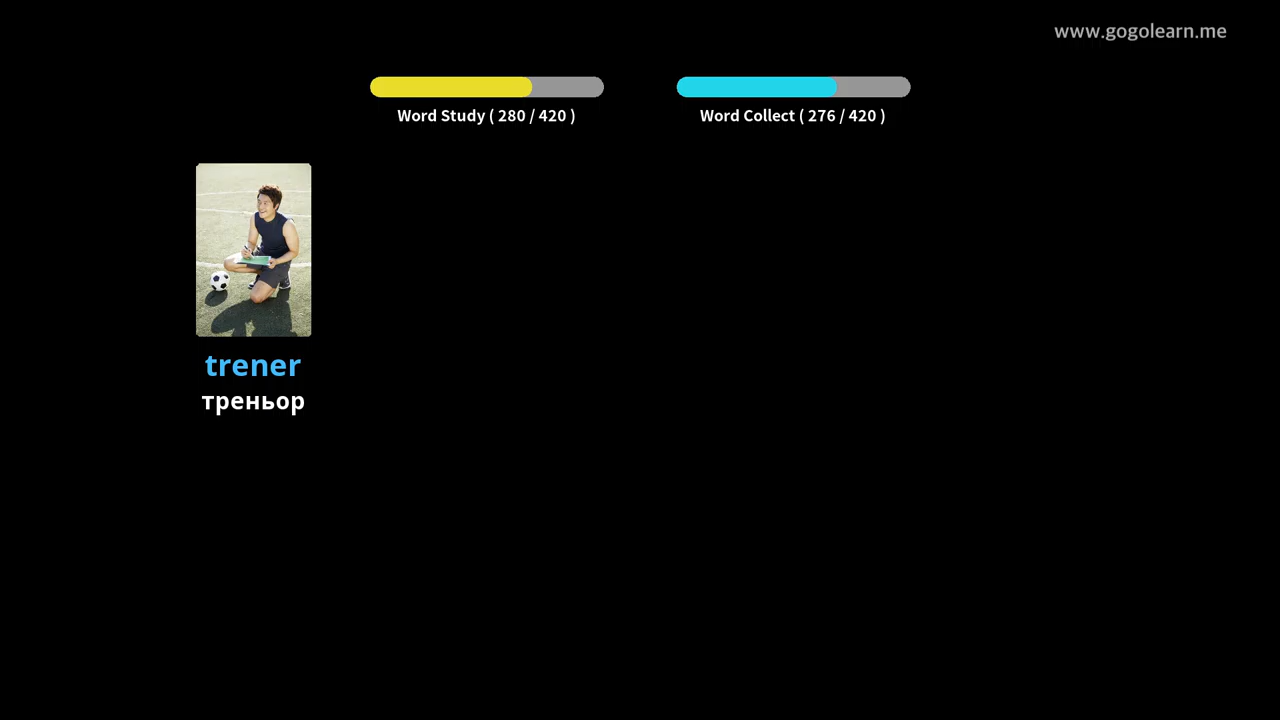 www.gogolearn.me
Word Study ( 280 / 420 )
Word Collect ( 276 / 420 )
trener
треньор